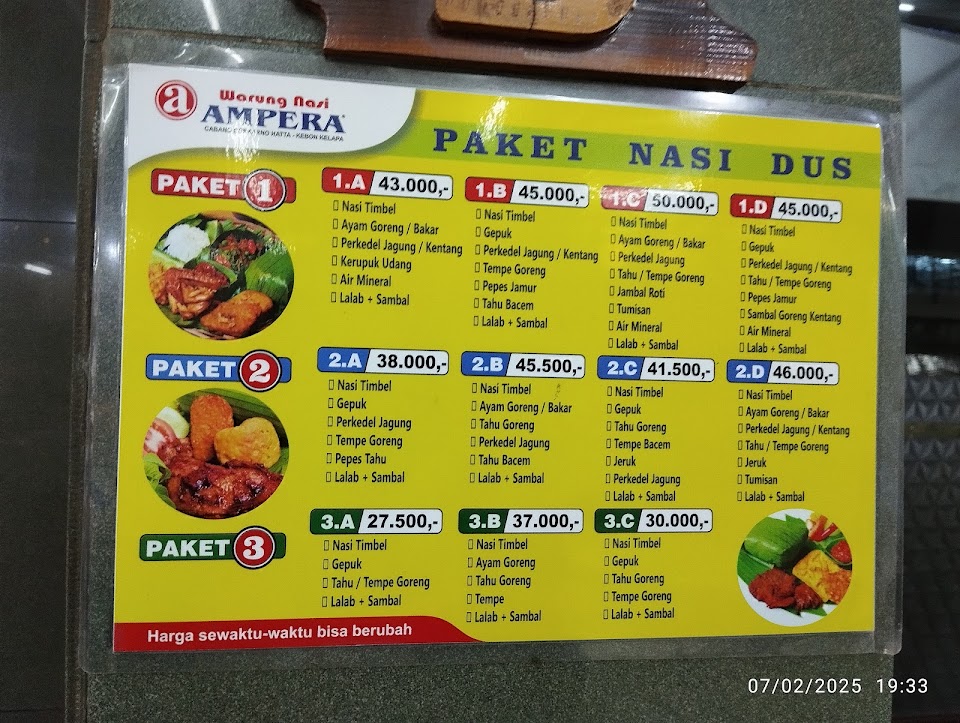 a
Warung Nasi
AMPERA
HATTA - KEBON KELAPA
PAKET NASI DUS
PAKET 1
1.A 43.000,-
Nasi Timbel
Ayam Goreng / Bakar
Perkedel Jagung / Kentang
Kerupuk Udang
Air Mineral
Lalab + Sambal
1.B 45.000,-
Nasi Timbel
Gepuk
Perkedel Jagung / Kentang
Tempe Goreng
Pepes Jamur
Tahu Bacem
Lalab + Sambal
1.C 50.000,-
Nasi Timbel
Ayam Goreng / Bakar
Perkedel Jagung
Tahu / Tempe Goreng
Jambal Roti
Tumisan
Air Mineral
Lalab + Sambal
1.D 45.000,-
Nasi Timbel
Gepuk
Perkedel Jagung / Kentang
Tahu / Tempe Goreng
Pepes Jamur
Sambal Goreng Kentang
Air Mineral
Lalab + Sambal
PAKET 2
2.A 38.000,-
Nasi Timbel
Gepuk
Perkedel Jagung
Tempe Goreng
Pepes Tahu
Lalab + Sambal
2.B 45.500,-
Nasi Timbel
Ayam Goreng / Bakar
Tahu Goreng
Perkedel Jagung
Tahu Bacem
Lalab + Sambal
2.C 41.500,-
Nasi Timbel
Gepuk
Tahu Goreng
Tempe Bacem
Jeruk
Perkedel Jagung
Lalab + Sambal
2.D 46.000,-
Nasi Timbel
Ayam Goreng / Bakar
Perkedel Jagung / Kentang
Tahu / Tempe Goreng
Jeruk
Tumisan
Lalab + Sambal
PAKET 3
3.A 27.500,-
Nasi Timbel
Gepuk
Tahu / Tempe Goreng
Lalab + Sambal
3.B 37.000,-
Nasi Timbel
Ayam Goreng
Tahu Goreng
Tempe
Lalab + Sambal
3.C 30.000,-
Nasi Timbel
Gepuk
Tahu Goreng
Tempe Goreng
Lalab + Sambal
Harga sewaktu-waktu bisa berubah
07/02/2025 19:33